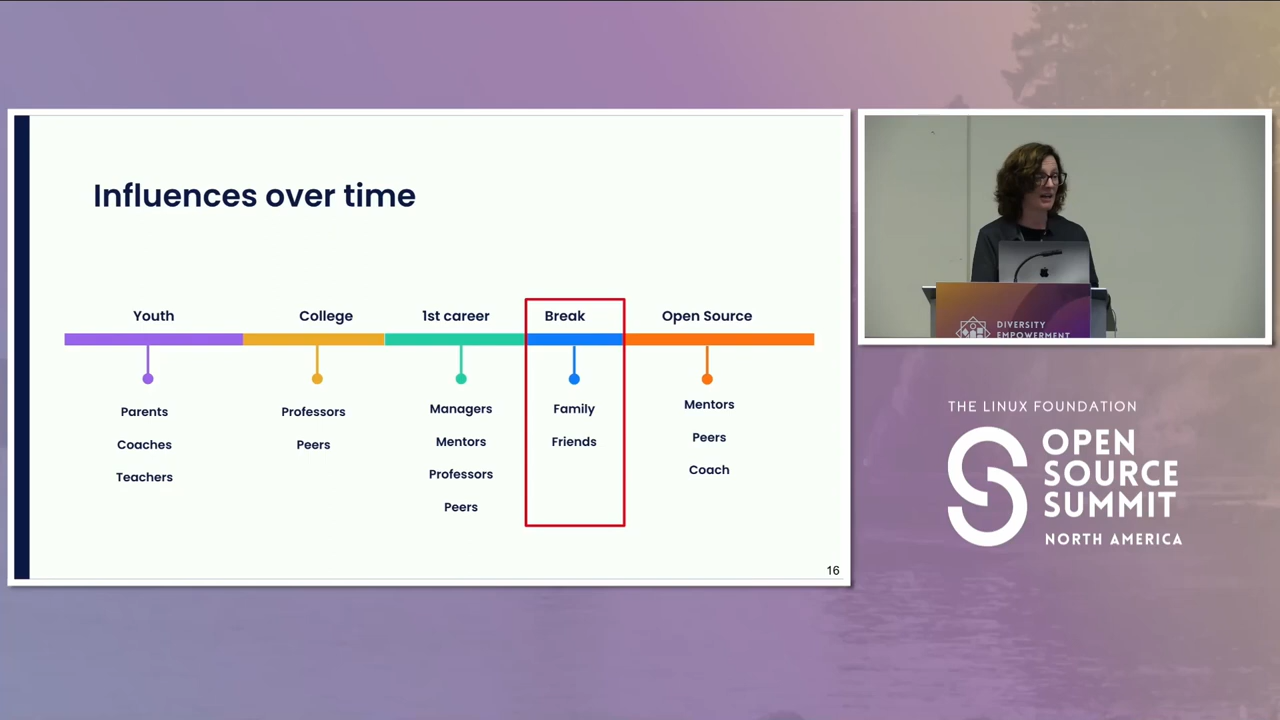 Influences over time
Youth
College
1st career
Break
Open Source
Parents
Coaches
Teachers
Professors
Peers
Managers
Mentors
Professors
Peers
Family
Friends
Mentors
Peers
Coach
16
DIVERSITY
EMPOWERMENT
THE LINUX FOUNDATION
OPEN
SOURCE
SUMMIT
NORTH AMERICA